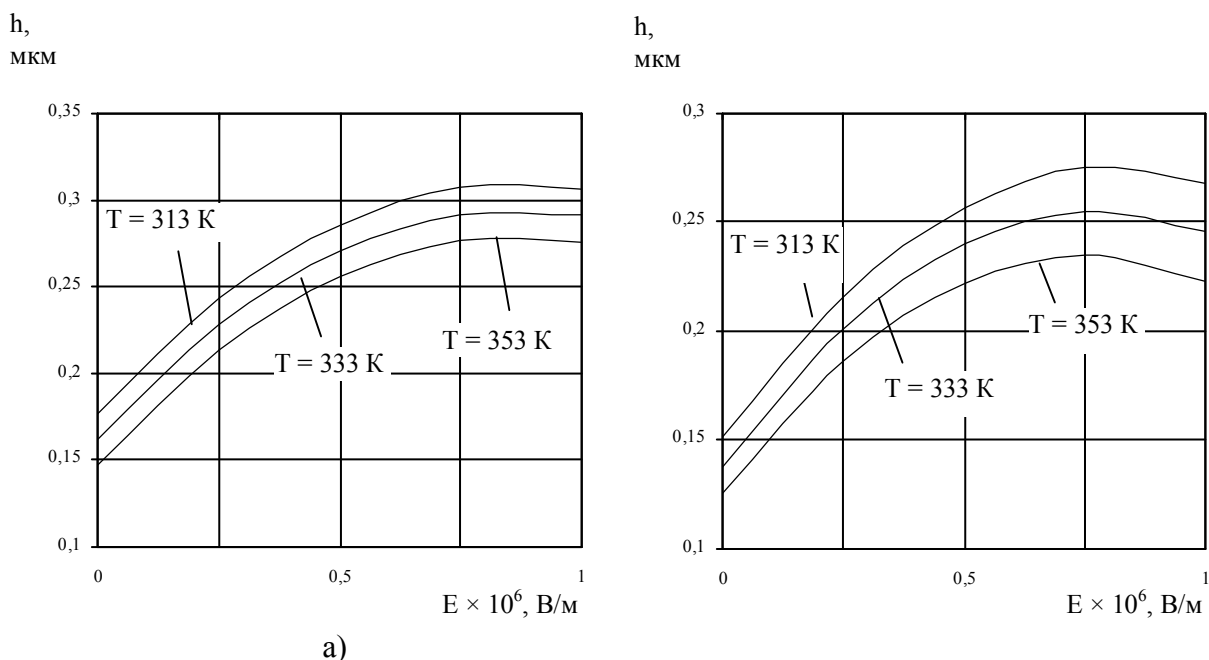 h,
мкм
0,35
0,3
0,25
0,2
0,15
0,1
0
0,5
1
T = 313 K
T = 333 K
T = 353 K
E × 10⁶, В/м
а)
h,
мкм
0,3
0,25
0,2
0,15
0,1
0
0,5
1
T = 313 K
T = 333 K
T = 353 K
E × 10⁶, В/м